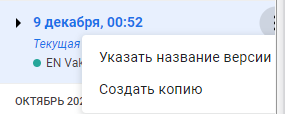 9 декабря, 00:52
Текущая
EN Vak
Указать название версии
Создать копию
ОКТЯБРЬ 202